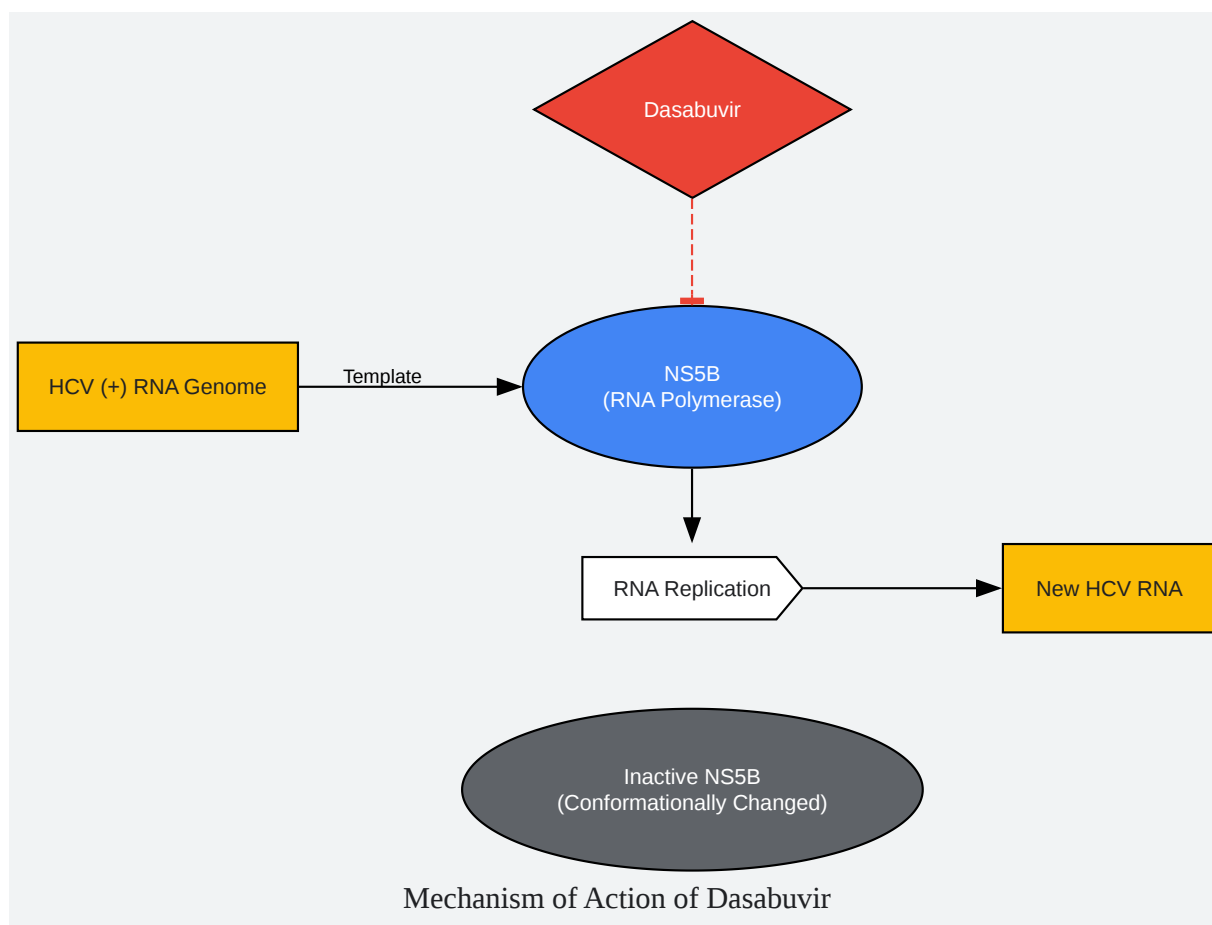 Dasabuvir
HCV (+) RNA Genome
Template
NS5B
(RNA Polymerase)
RNA Replication
New HCV RNA
Inactive NS5B
(Conformationally Changed)
Mechanism of Action of Dasabuvir